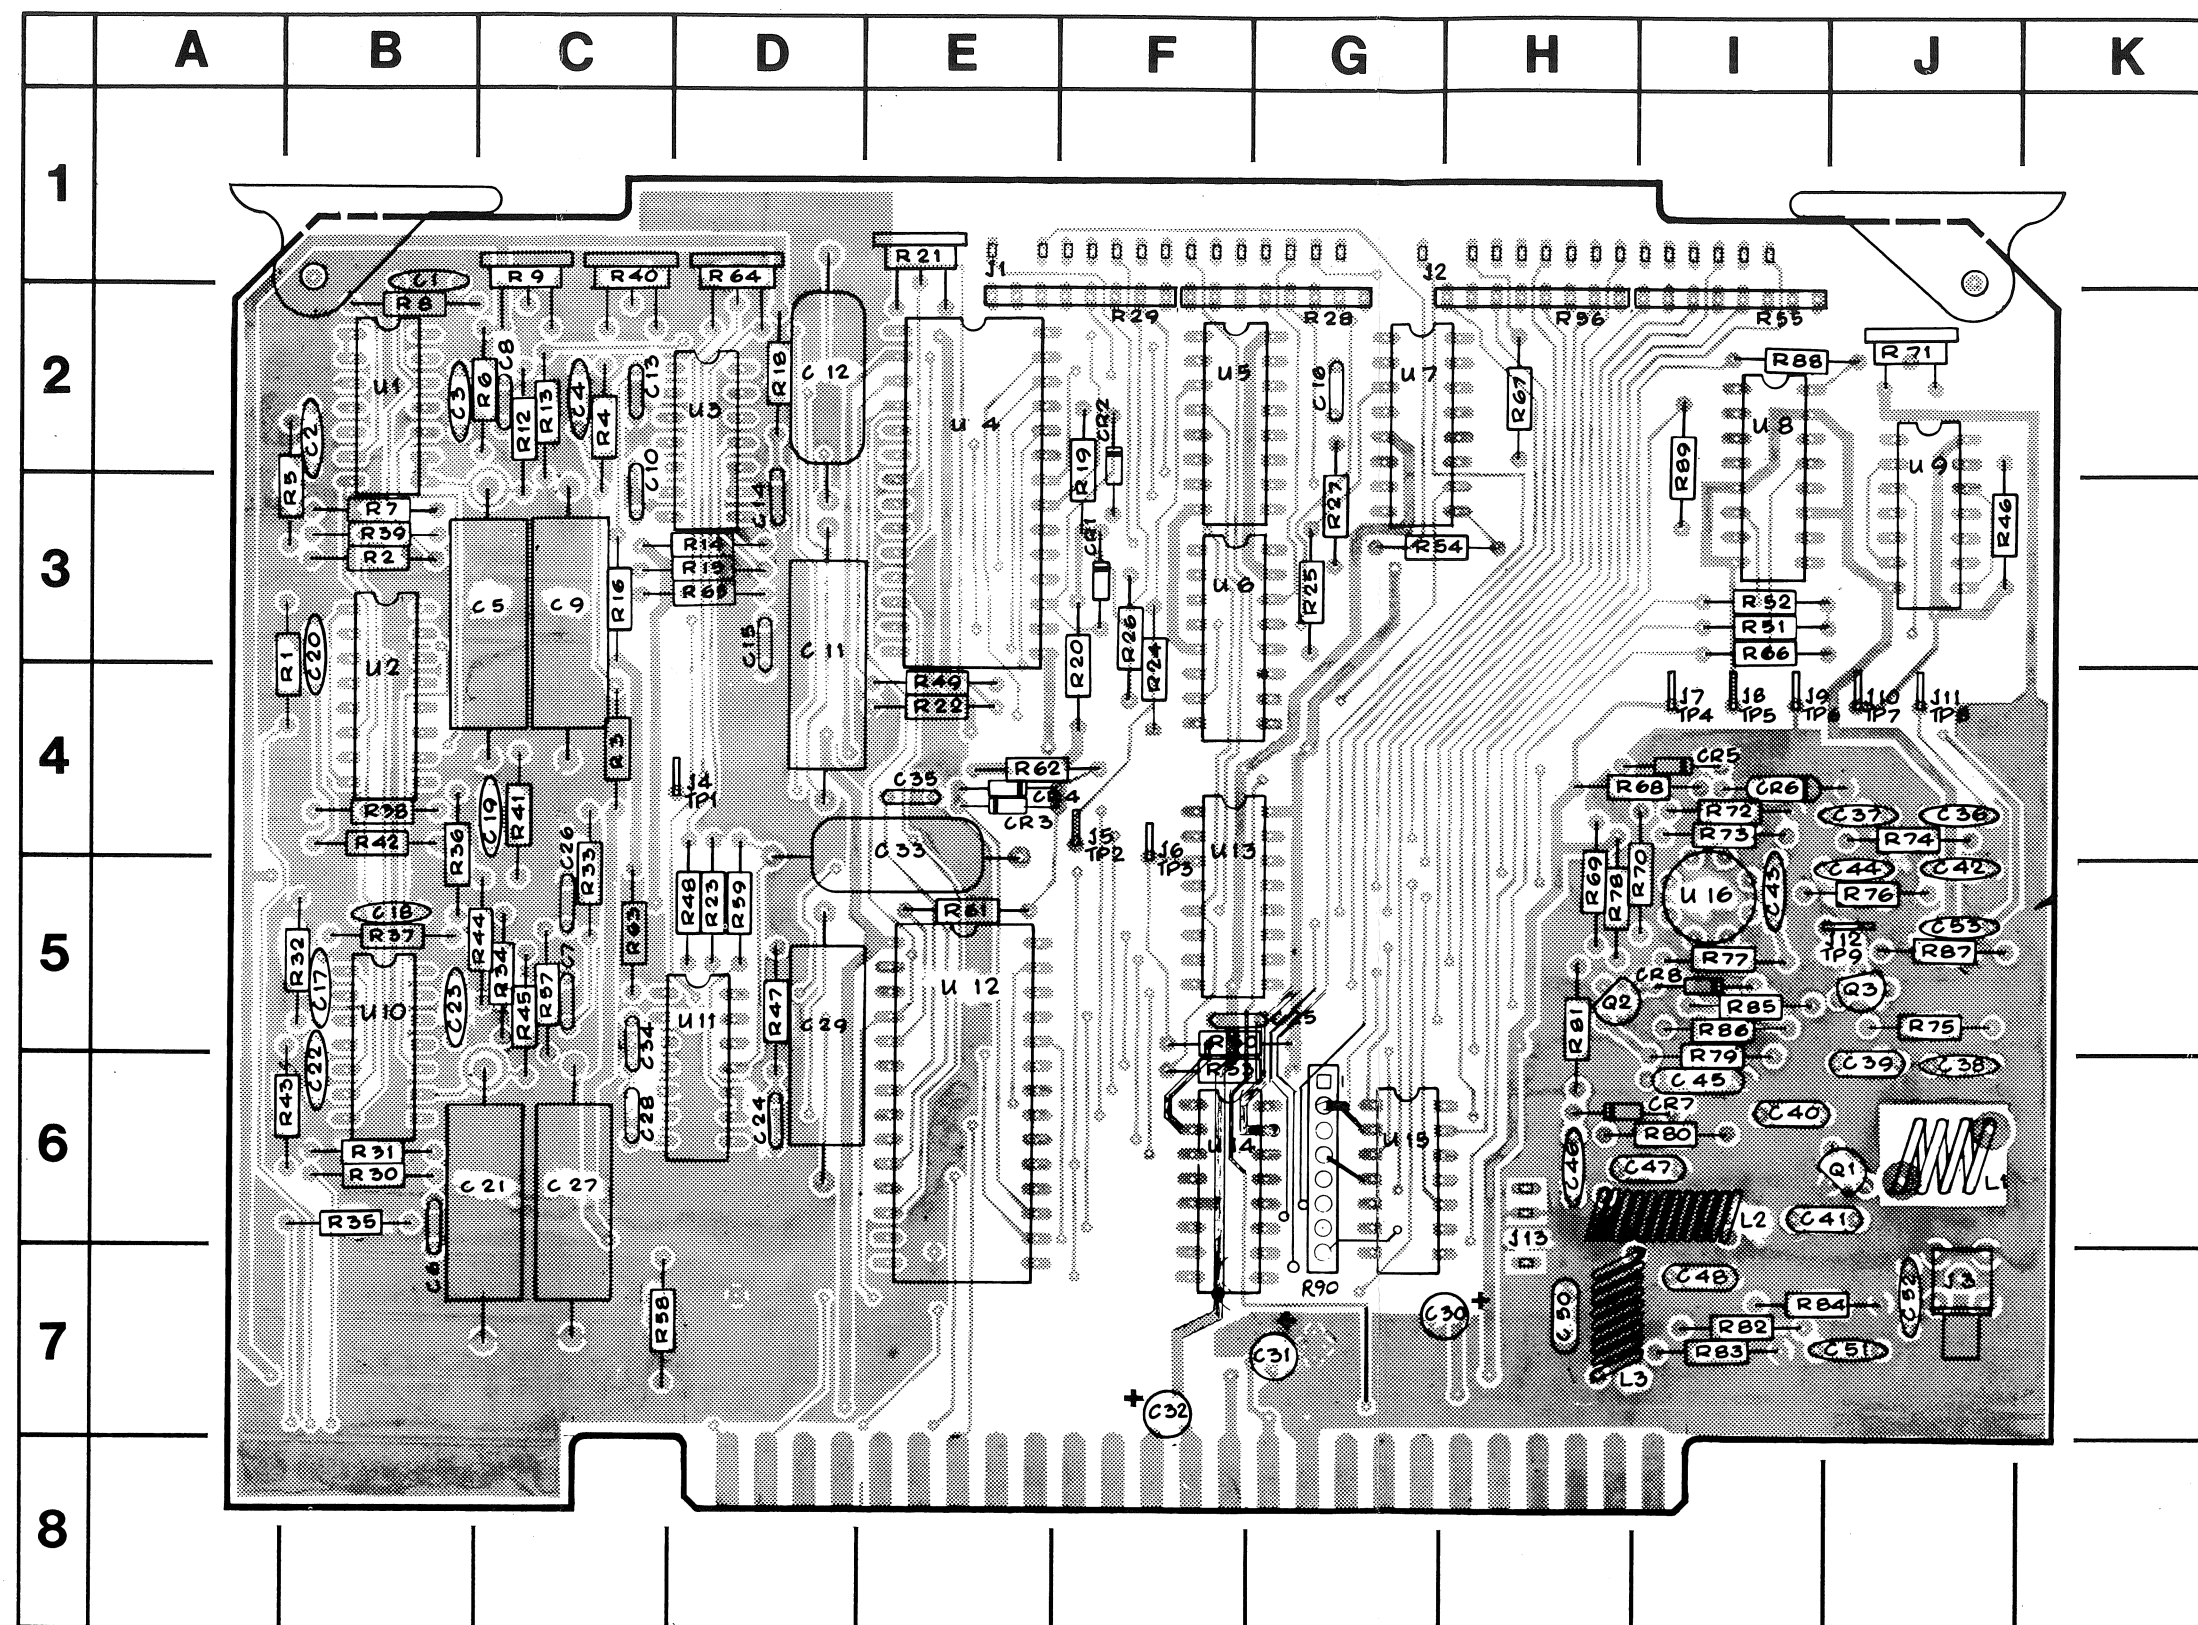 A B C D E F G H I J K
1
R21
R9 R40 R64
J1 J2
C1
R8
R29 R28 R56 R55
2
U1 C3 R6 C8 R12 R13 C4 R4 C13 U3 R18 C12
U4 CR2 R19 U5 C16 U7 R67 R88 R71
R89 U8 U9
C2
R5
C10 C14
R7
R39
R2
3
R14
R15
R65
CR1 R27 R54 R46
C5 C9 R16
U6 R25
R52
R51
R66
R1 C20 U2 C15 C11 R20 R26 R24
R49
R22
J7 TP4
J8 TP5
J9 TP6
J10 TP7
J11 TP8
4
R3
J4 TP1
R62
C35
CR4
CR3
CR5
R68 CR6
R72 C37 C36
R38
R42
R36 C19 R41 C26 R33
C33
J5 TP2
J6 TP3
U13
R73 R74
R69 R78 R70 U16 C43
C44 C42
R76
R48 R23 R59
C18
R37
5
R32 C17 R44 R34 R45 R57 C7 R63
U10 C23 C34 U11 R47 C29 U12
J12 TP9
C53
R87
R77
CR8
Q2 Q3
R85
R81 R86 R75
R79 C39 C38
C45
R53
C22
R43
C28 C24
6
CR7 C40
R80
U14 U15
R31
R30
C21 C27
R35
C6
C46 C47 Q1 L1
L2 C41
J13
R90
C48 C52 J3
7
R58
C30 +
C31
+ C32
C50 R84
R82
R83 C51
L3
8